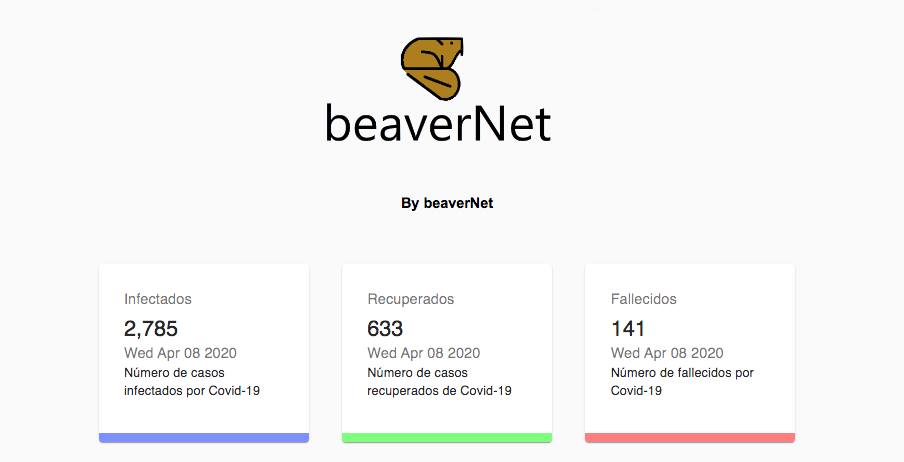 beaverNet
By beaverNet
Infectados
2,785
Wed Apr 08 2020
Número de casos
infectados por Covid-19
Recuperados
633
Wed Apr 08 2020
Número de casos
recuperados de Covid-19
Fallecidos
141
Wed Apr 08 2020
Número de fallecidos por
Covid-19